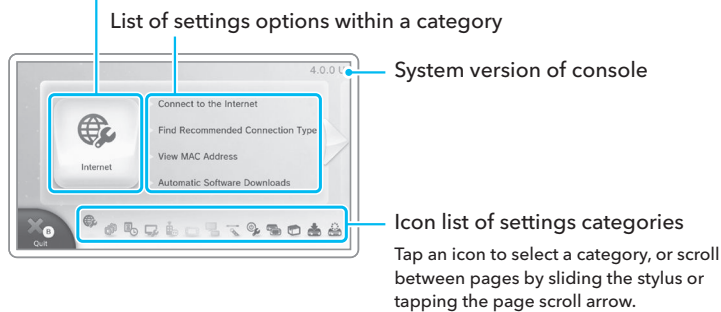 List of settings options within a category
4.0.0 U
System version of console
Connect to the Internet
Find Recommended Connection Type
View MAC Address
Internet
Automatic Software Downloads
B
Quit
Icon list of settings categories
Tap an icon to select a category, or scroll
between pages by sliding the stylus or
tapping the page scroll arrow.